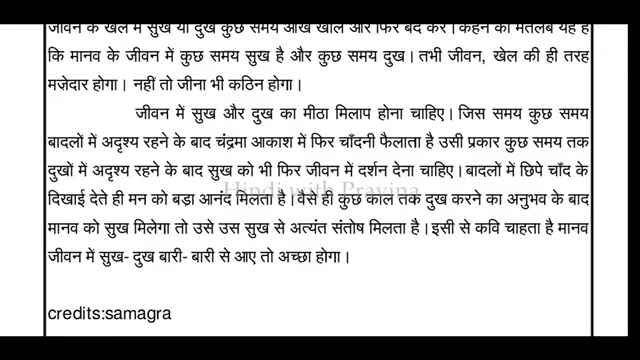 जीवन के खेल में सुख या दुख कुछ समय आँखें खोले और फिर बंद करें। कहने का मतलब यह है
कि मानव के जीवन में कुछ समय सुख है और कुछ समय दुख। तभी जीवन, खेल की ही तरह
मजेदार होगा। नहीं तो जीना भी कठिन होगा।
जीवन में सुख और दुख का मीठा मिलाप होना चाहिए। जिस समय कुछ समय
बादलों में अदृश्य रहने के बाद चंद्रमा आकाश में फिर चाँदनी फैलाता है उसी प्रकार कुछ समय तक
दुखों में अदृश्य रहने के बाद सुख को भी फिर जीवन में दर्शन देना चाहिए। बादलों में छिपे चाँद के
Hindi with Pravina
दिखाई देते ही मन को बड़ा आनंद मिलता है। वैसे ही कुछ काल तक दुख करने का अनुभव के बाद
मानव को सुख मिलेगा तो उसे उस सुख से अत्यंत संतोष मिलता है। इसी से कवि चाहता है मानव
जीवन में सुख- दुख बारी- बारी से आए तो अच्छा होगा।
credits:samagra